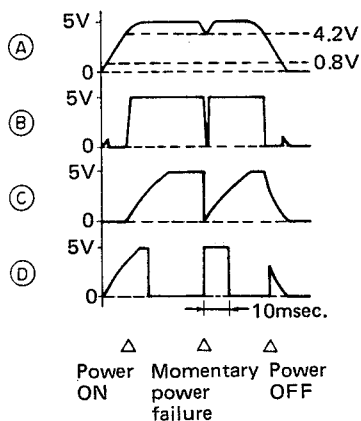 5V
4.2V
A
0.8V
0
5V
B
0
5V
C
0
5V
D
0
10msec.
Δ Δ Δ
Power Momentary Power
ON power OFF
failure